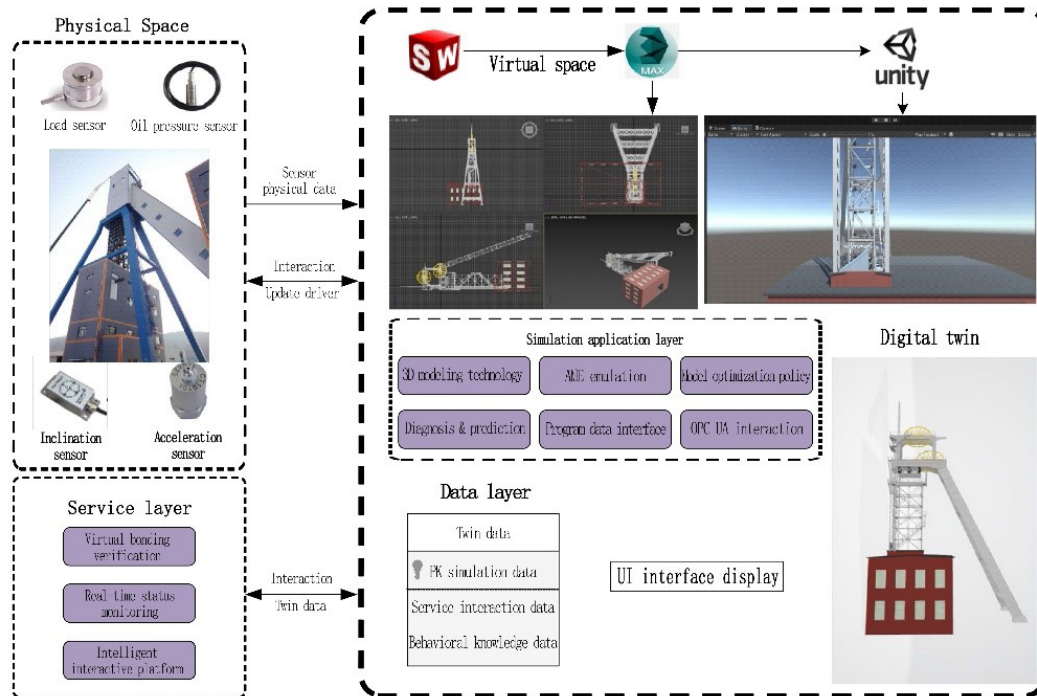 Physical Space
Load sensor
Oil pressure sensor
Inclination
sensor
Acceleration
sensor
Service layer
Virtual bonding
verification
Real-time status
monitoring
Intelligent
interactive platform
Sensor
physical data
Interaction
Update driver
Interaction
Twin data
SW
Virtual space
MAX
unity
Simulation application layer
3D modeling technology
emulation
Model optimization policy
Diagnosis & prediction
Program data interface
OPC UA interaction
Data layer
Twin data
PK simulation data
Service interaction data
Behavioral knowledge data
UI interface display
Digital twin